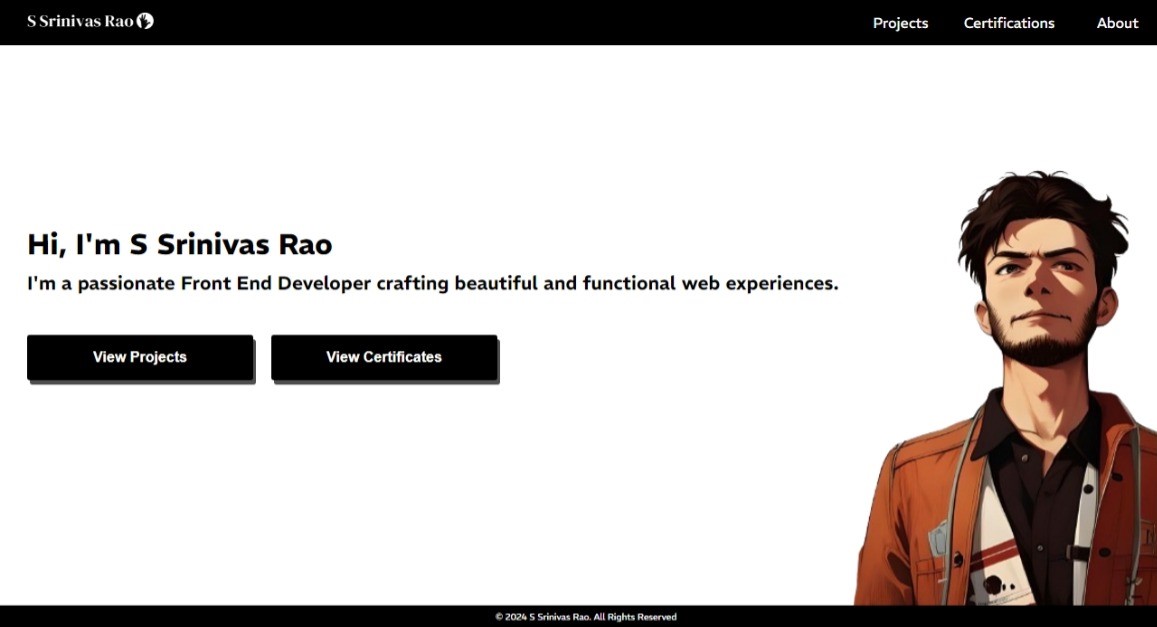 S Srinivas Rao
Projects Certifications About
Hi, I'm S Srinivas Rao
I'm a passionate Front End Developer crafting beautiful and functional web experiences.
View Projects View Certificates
© 2024 S Srinivas Rao. All Rights Reserved